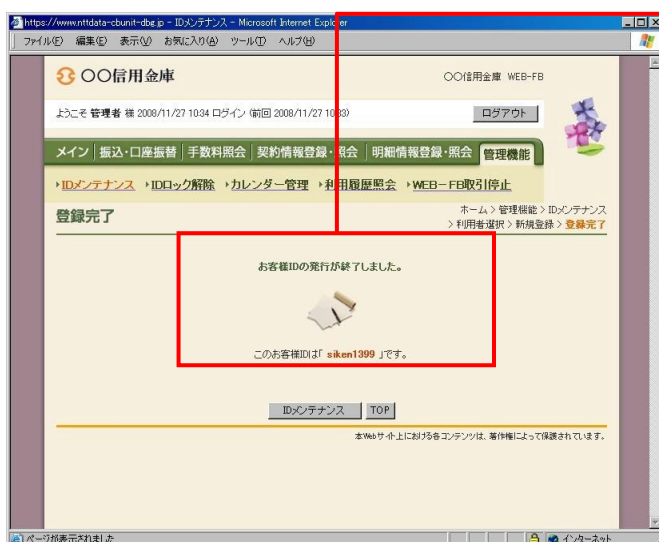 https://www.nttdata-cbunit-dbg.jp - IDメンテナンス - Microsoft Internet Explorer
ファイル(F) 編集(E) 表示(V) お気に入り(A) ツール(T) ヘルプ(H)
○○信用金庫
○○信用金庫 WEB-FB
ようこそ 管理者 様 2008/11/27 10:34 ログイン (前回 2008/11/27 10:33)
ログアウト
メイン 振込・口座振替 手数料照会 契約情報登録・照会 明細情報登録・照会 管理機能
IDメンテナンス IDロック解除 カレンダー管理 利用履歴照会 WEB-FB取引停止
登録完了
ホーム > 管理機能 > IDメンテナンス
> 利用者選択 > 新規登録 > 登録完了
お客様IDの発行が終了しました。
このお客様IDは「 siken1399 」です。
IDメンテナンス TOP
本Webサイト上における各コンテンツは、著作権によって保護されています。
ページが表示されました
インターネット